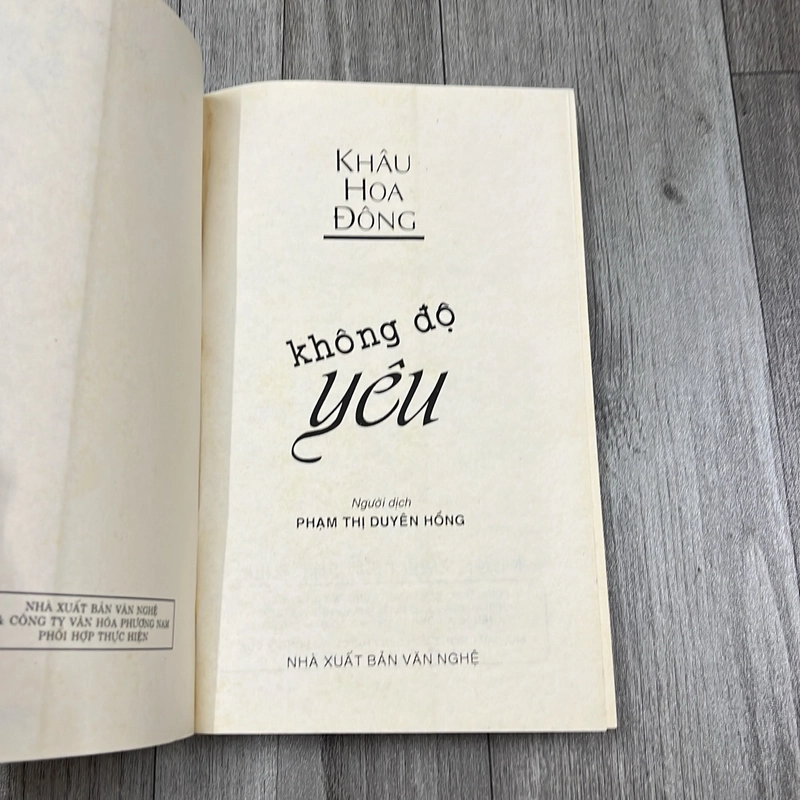 NHÀ XUẤT BẢN VĂN NGHỆ
& CÔNG TY VĂN HÓA PHƯƠNG NAM
PHỐI HỢP THỰC HIỆN
KHÂU
HOA
ĐÔNG
không độ
yêu
Người dịch
PHẠM THỊ DUYÊN HỒNG
NHÀ XUẤT BẢN VĂN NGHỆ